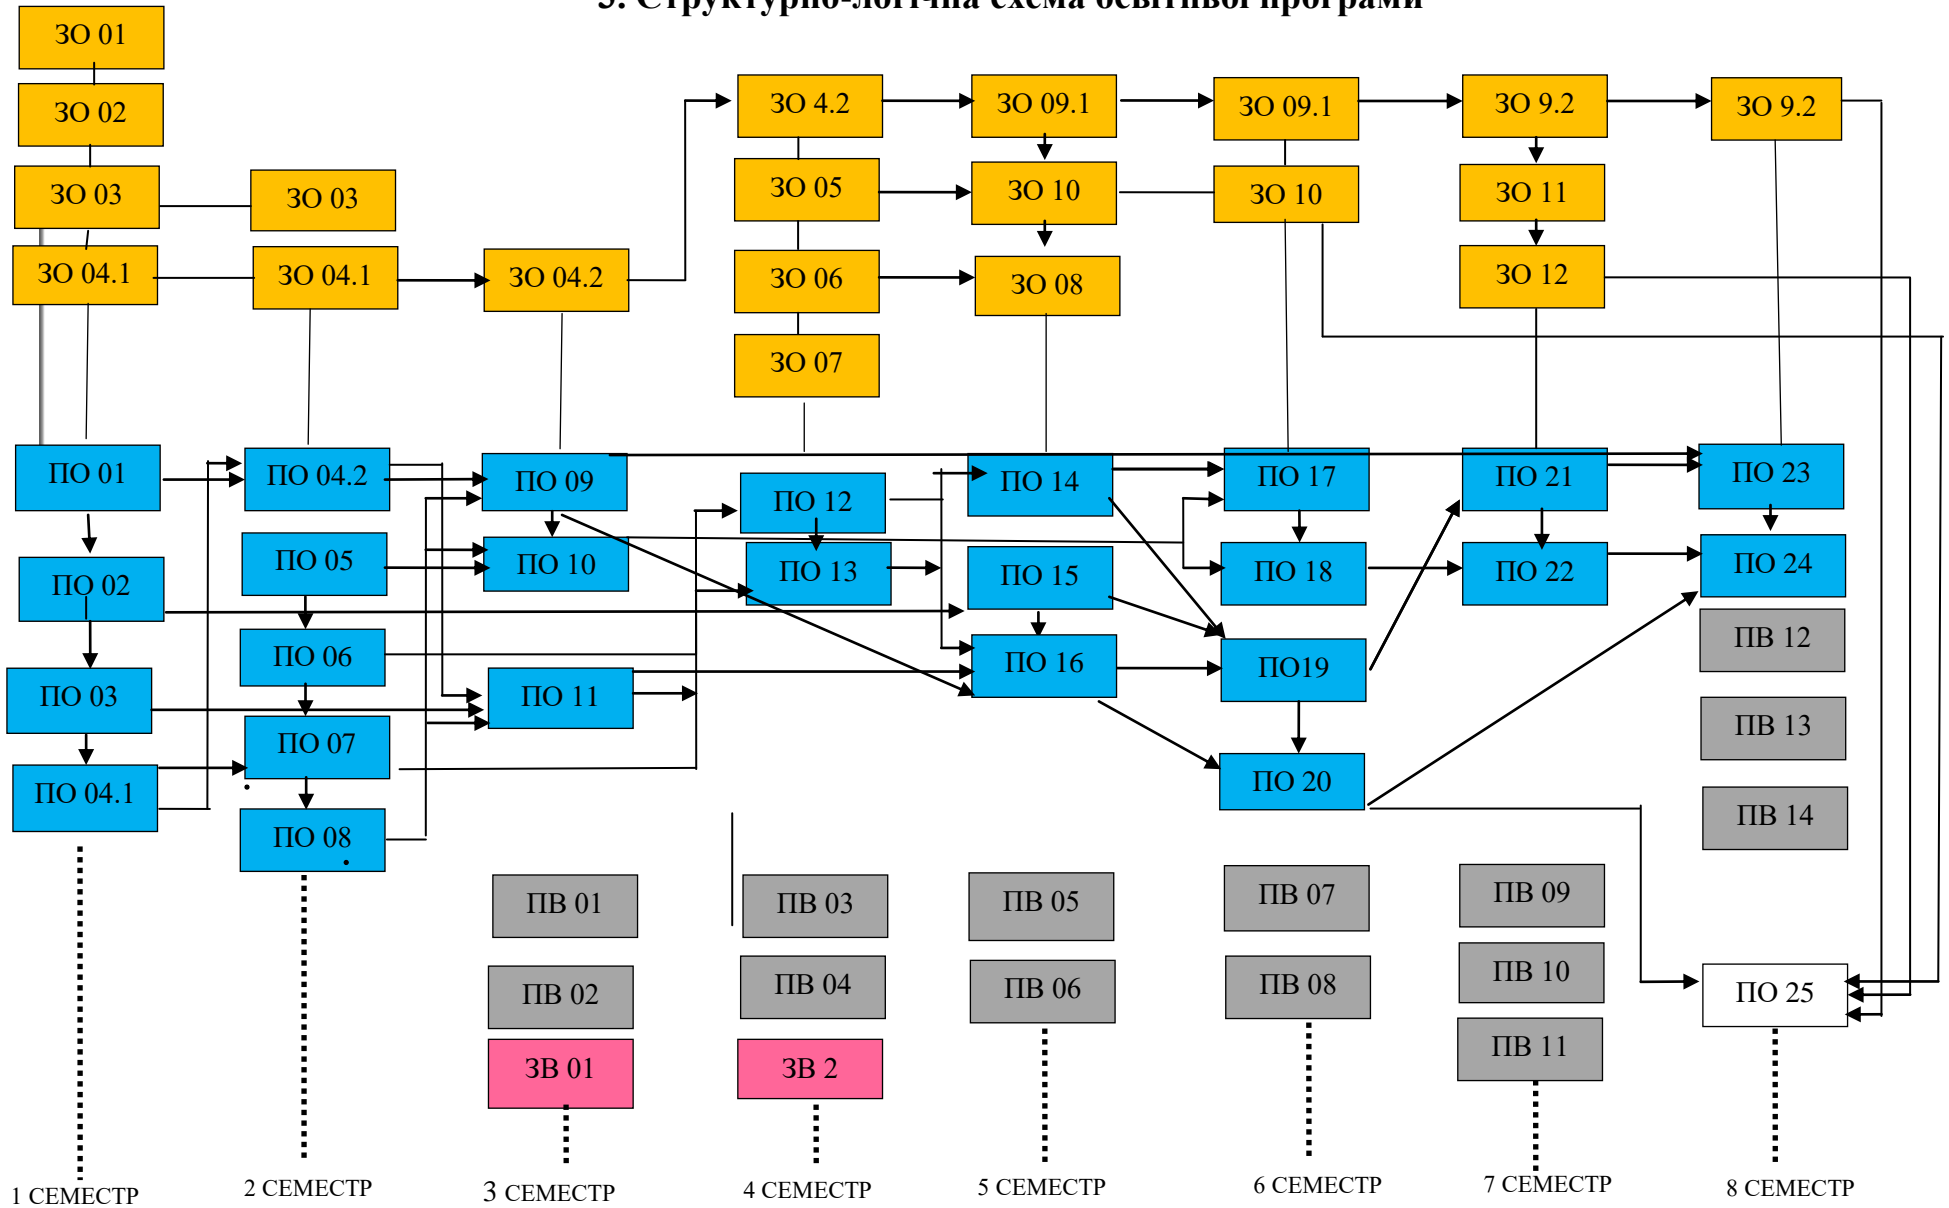 3. Структурно-логічна схема освітньої програми
ЗО 01
ЗО 02
ЗО 03
ЗО 04.1
ПО 01
ПО 02
ПО 03
ПО 04.1
1 СЕМЕСТР
ЗО 03
ЗО 04.1
ПО 04.2
ПО 05
ПО 06
ПО 07
ПО 08
2 СЕМЕСТР
ЗО 04.2
ПО 09
ПО 10
ПО 11
ПВ 01
ПВ 02
ЗВ 01
3 СЕМЕСТР
ЗО 4.2
ЗО 05
ЗО 06
ЗО 07
ПО 12
ПО 13
ПВ 03
ПВ 04
ЗВ 2
4 СЕМЕСТР
ЗО 09.1
ЗО 10
ЗО 08
ПО 14
ПО 15
ПО 16
ПВ 05
ПВ 06
5 СЕМЕСТР
ЗО 09.1
ЗО 10
ПО 17
ПО 18
ПО19
ПО 20
ПВ 07
ПВ 08
6 СЕМЕСТР
ЗО 9.2
ЗО 11
ЗО 12
ПО 21
ПО 22
ПВ 09
ПВ 10
ПВ 11
7 СЕМЕСТР
ЗО 9.2
ПО 23
ПО 24
ПВ 12
ПВ 13
ПВ 14
ПО 25
8 СЕМЕСТР